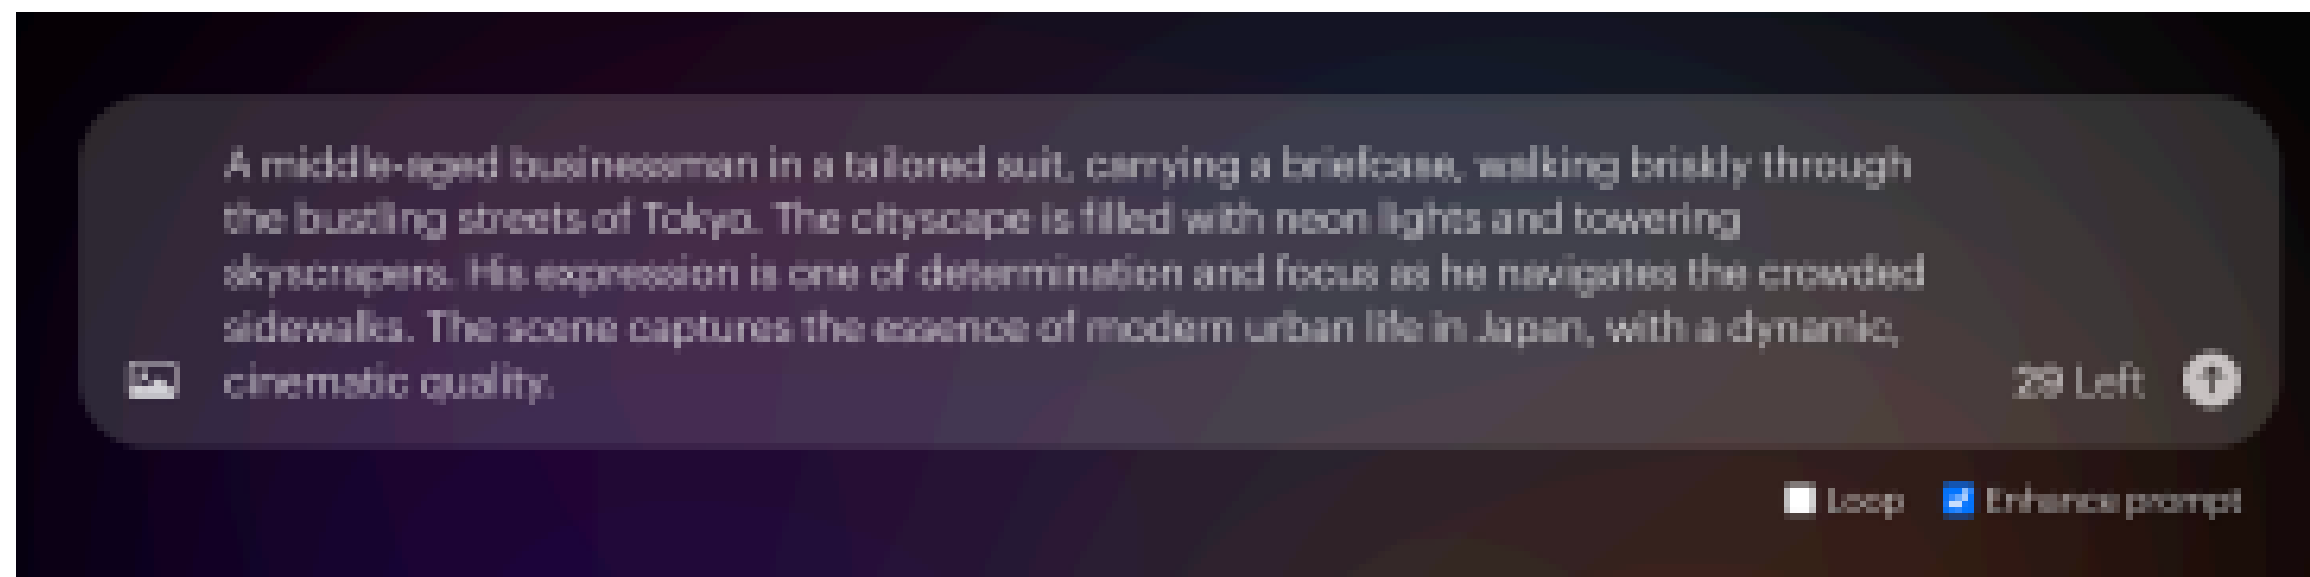 A middle-aged businessman in a tailored suit, carrying a briefcase, walking briskly through
the bustling streets of Tokyo. The cityscape is filled with neon lights and towering
skyscrapers. His expression is one of determination and focus as he navigates the crowded
sidewalks. The scene captures the essence of modern urban life in Japan, with a dynamic,
cinematic quality.
29 Left
Loop Enhance prompt